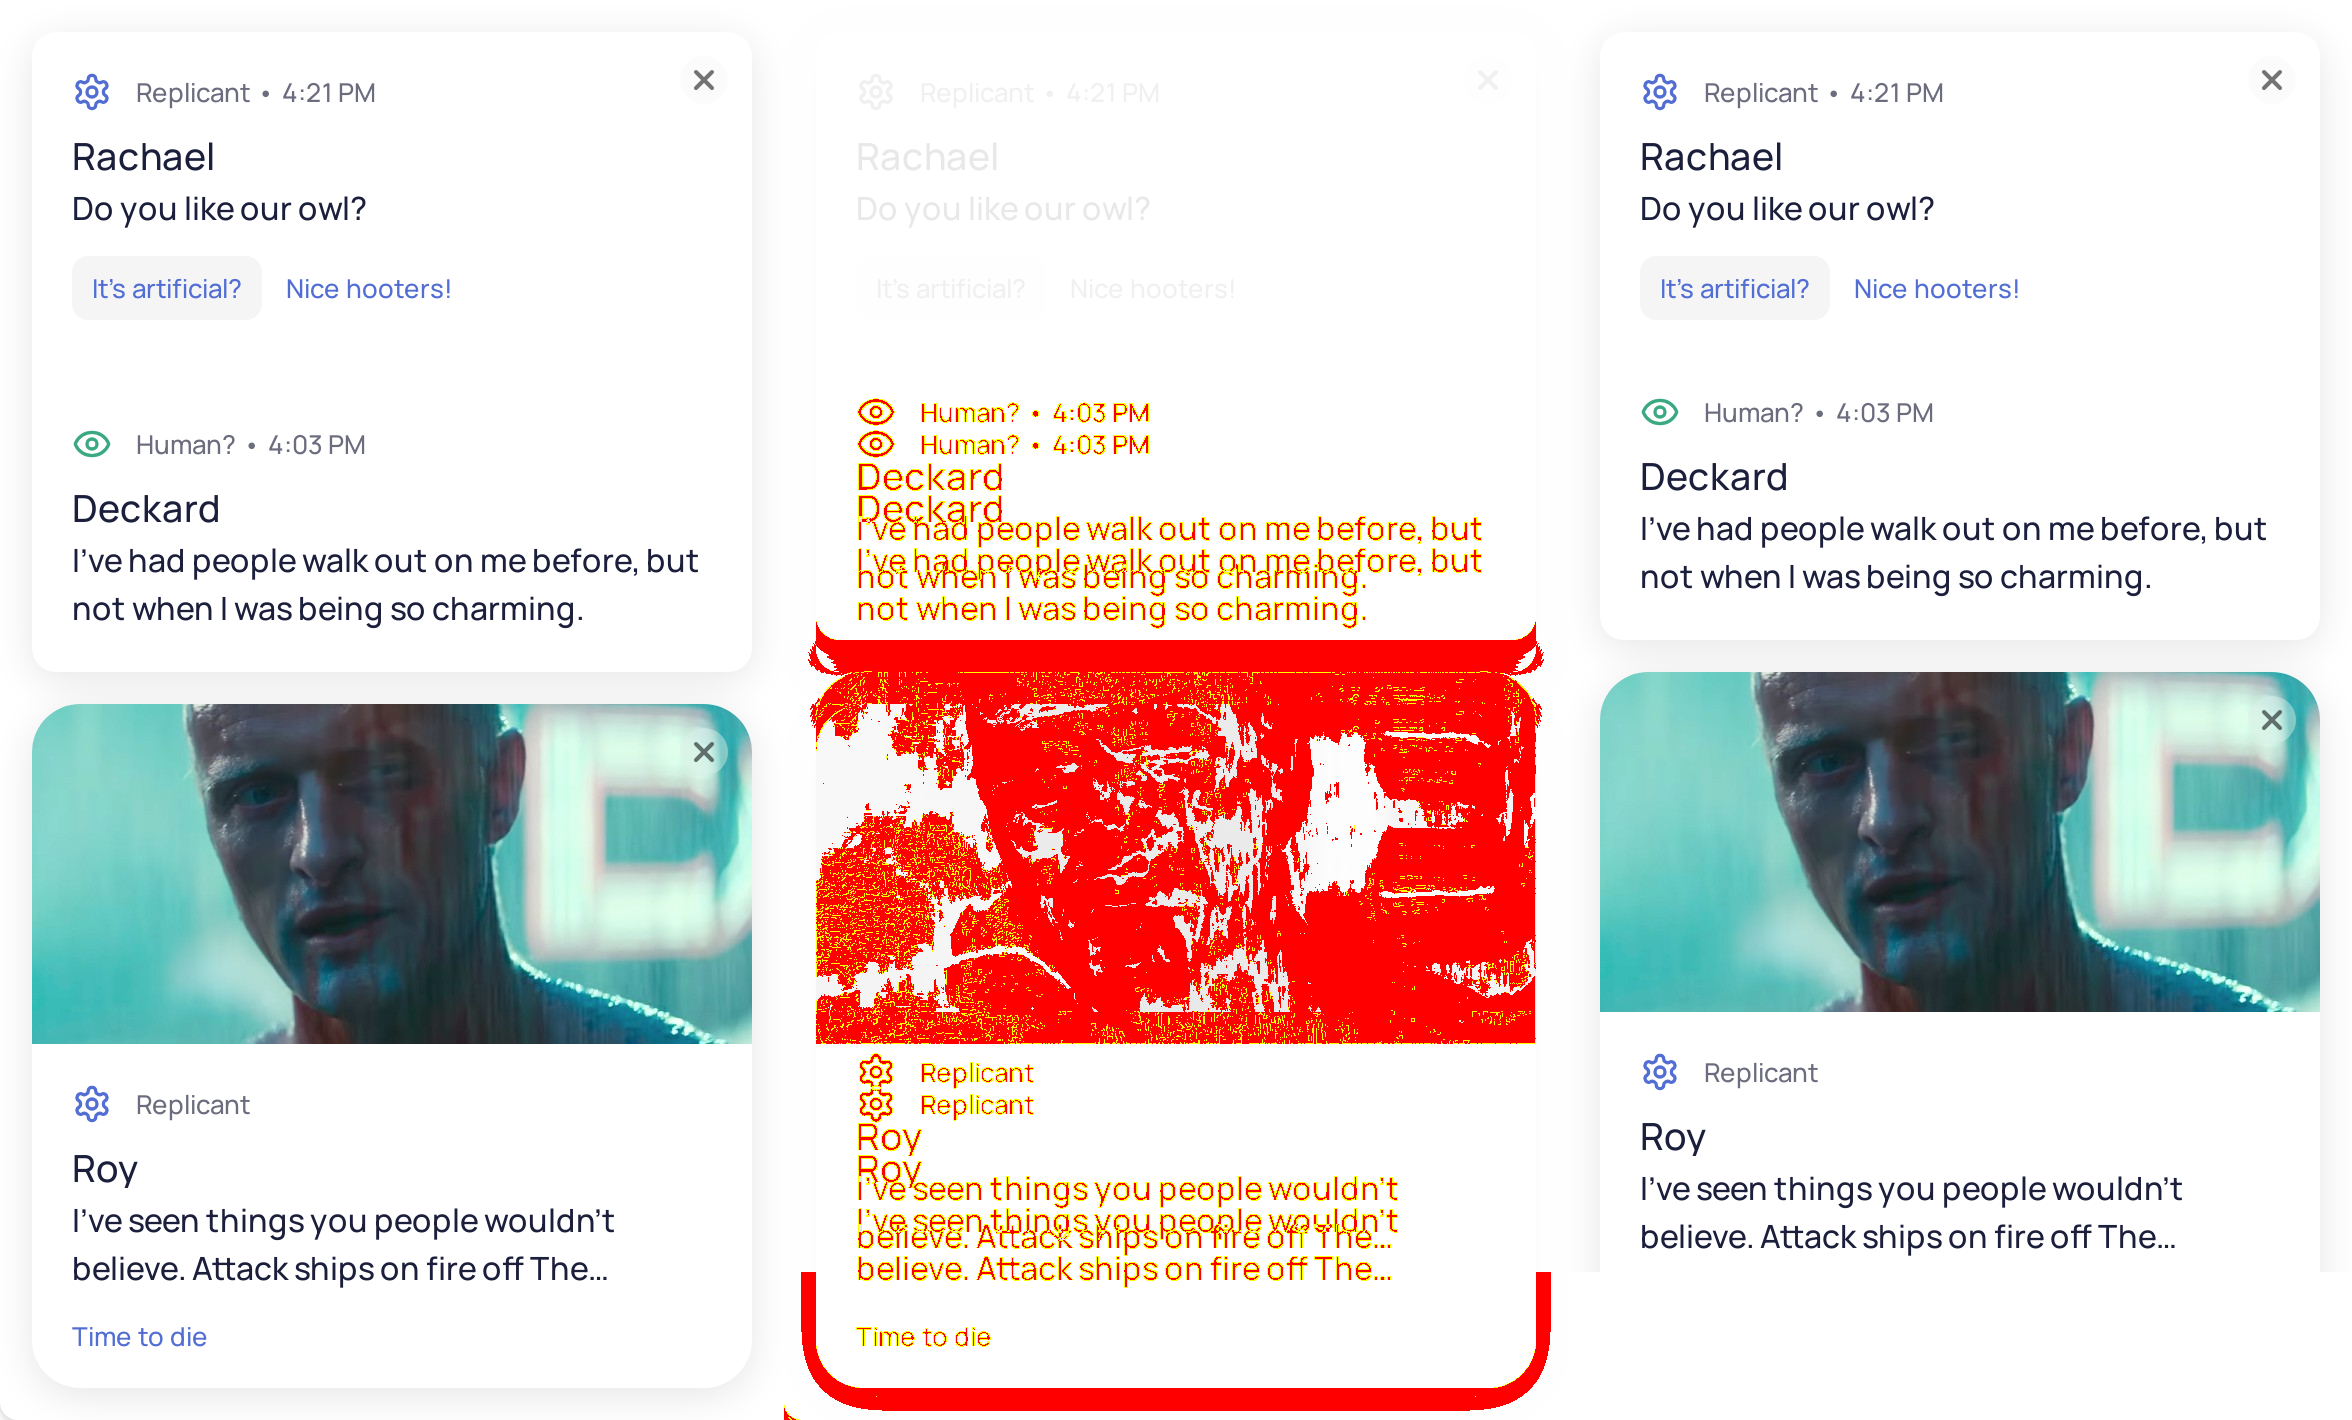 Replicant • 4:21 PM
Rachael
Do you like our owl?
It's artificial? Nice hooters!
Human? • 4:03 PM
Deckard
I've had people walk out on me before, but
not when I was being so charming.
Replicant
Roy
I've seen things you people wouldn't
believe. Attack ships on fire off The...
Time to die
Replicant • 4:21 PM
Rachael
Do you like our owl?
It's artificial? Nice hooters!
Human? • 4:03 PM
Human? • 4:03 PM
Deckard
Deckard
I've had people walk out on me before, but
I've had people walk out on me before, but
not when I was being so charming.
not when I was being so charming.
Replicant
Replicant
Roy
Roy
I've seen things you people wouldn't
I've seen things you people wouldn't
believe. Attack ships on fire off The...
believe. Attack ships on fire off The...
Time to die
Replicant • 4:21 PM
Rachael
Do you like our owl?
It's artificial? Nice hooters!
Human? • 4:03 PM
Deckard
I've had people walk out on me before, but
not when I was being so charming.
Replicant
Roy
I've seen things you people wouldn't
believe. Attack ships on fire off The...